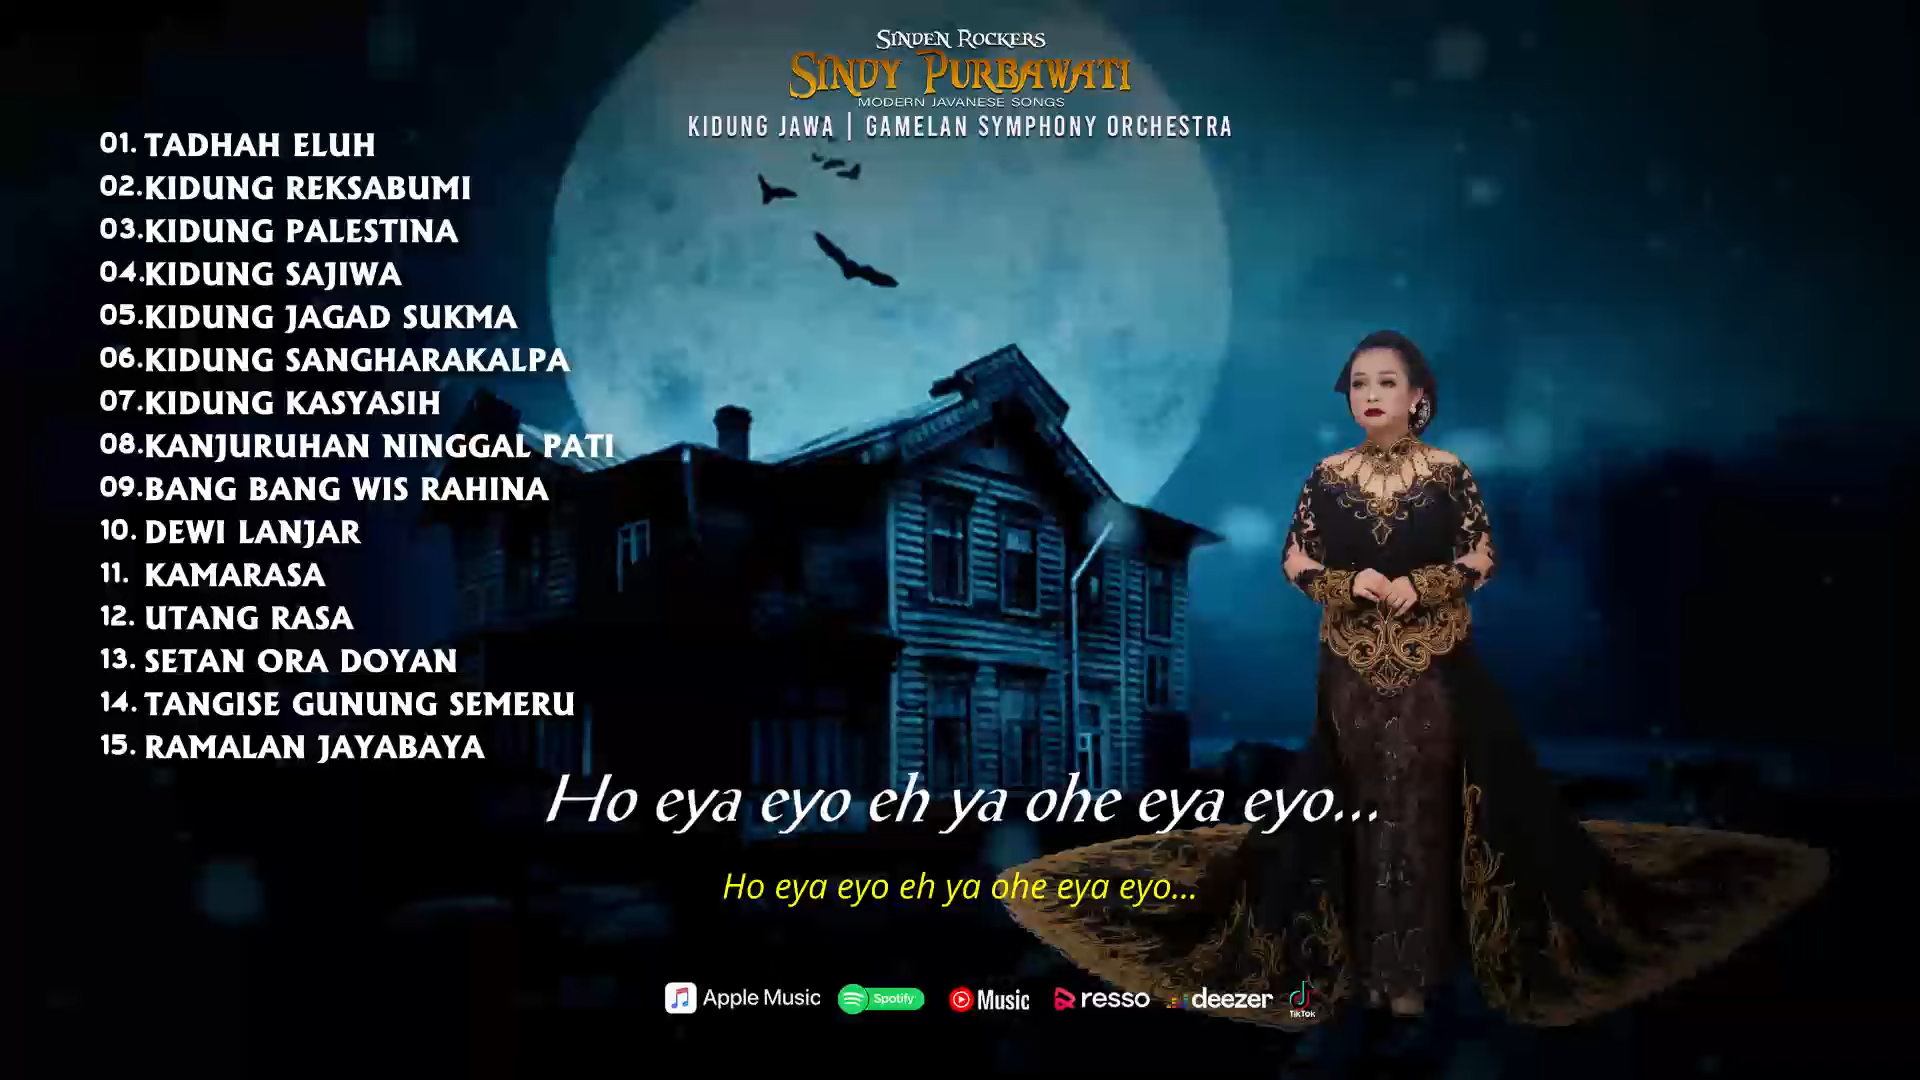 SINDEN ROCKERS
SINDY PURBAWATI
MODERN JAVANESE SONGS
KIDUNG JAWA | GAMELAN SYMPHONY ORCHESTRA
01. TADHAH ELUH
02.KIDUNG REKSABUMI
03.KIDUNG PALESTINA
04.KIDUNG SAJIWA
05.KIDUNG JAGAD SUKMA
06.KIDUNG SANGHARAKALPA
07.KIDUNG KASYASIH
08.KANJURUHAN NINGGAL PATI
09.BANG BANG WIS RAHINA
10. DEWI LANJAR
11. KAMARASA
12. UTANG RASA
13. SETAN ORA DOYAN
14. TANGISE GUNUNG SEMERU
15. RAMALAN JAYABAYA
Ho eya eyo eh ya ohe eya eyo...
Ho eya eyo eh ya ohe eya eyo...
Apple Music Spotify Music resso deezer TikTok